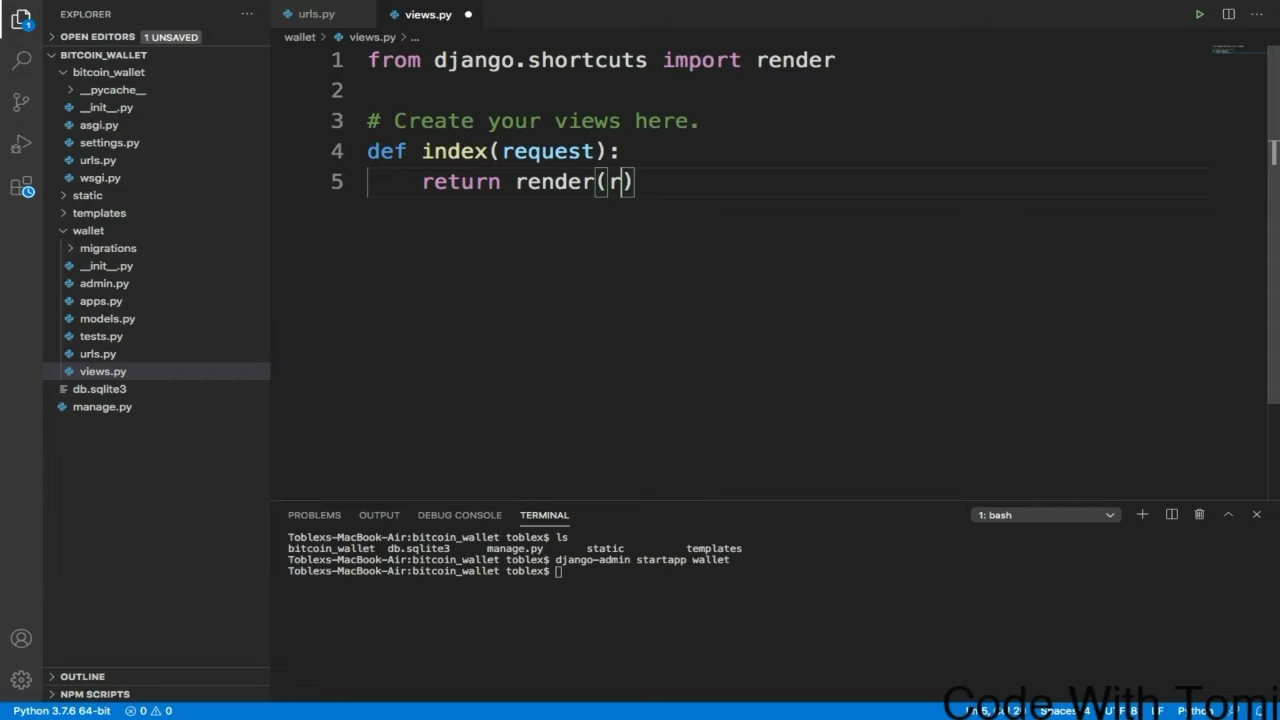 EXPLORER
OPEN EDITORS 1 UNSAVED
BITCOIN_WALLET
bitcoin_wallet
__pycache__
__init__.py
asgi.py
settings.py
urls.py
wsgi.py
static
templates
wallet
migrations
__init__.py
admin.py
apps.py
models.py
tests.py
urls.py
views.py
db.sqlite3
manage.py
OUTLINE
NPM SCRIPTS
1
urls.py
views.py
wallet > views.py > ...
1 from django.shortcuts import render
2
3 # Create your views here.
4 def index(request):
5 return render(r)
PROBLEMS OUTPUT DEBUG CONSOLE TERMINAL 1: bash
Toblexs-MacBook-Air:bitcoin_wallet toblex$ ls
bitcoin_wallet db.sqlite3 manage.py static templates
Toblexs-MacBook-Air:bitcoin_wallet toblex$ django-admin startapp wallet
Toblexs-MacBook-Air:bitcoin_wallet toblex$
Python 3.7.6 64-bit 0 0
Python
Code With Tomi